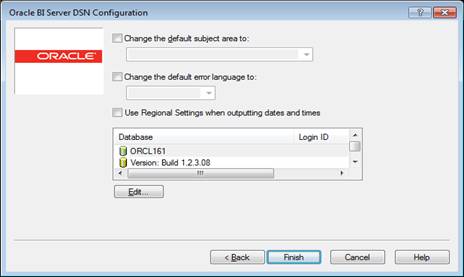 Oracle BI Server DSN Configuration
ORACLE
Change the default subject area to:
Change the default error language to:
Use Regional Settings when outputting dates and times
Database Login ID
ORCL161
Version: Build 1.2.3.08
Edit...
< Back Finish Cancel Help